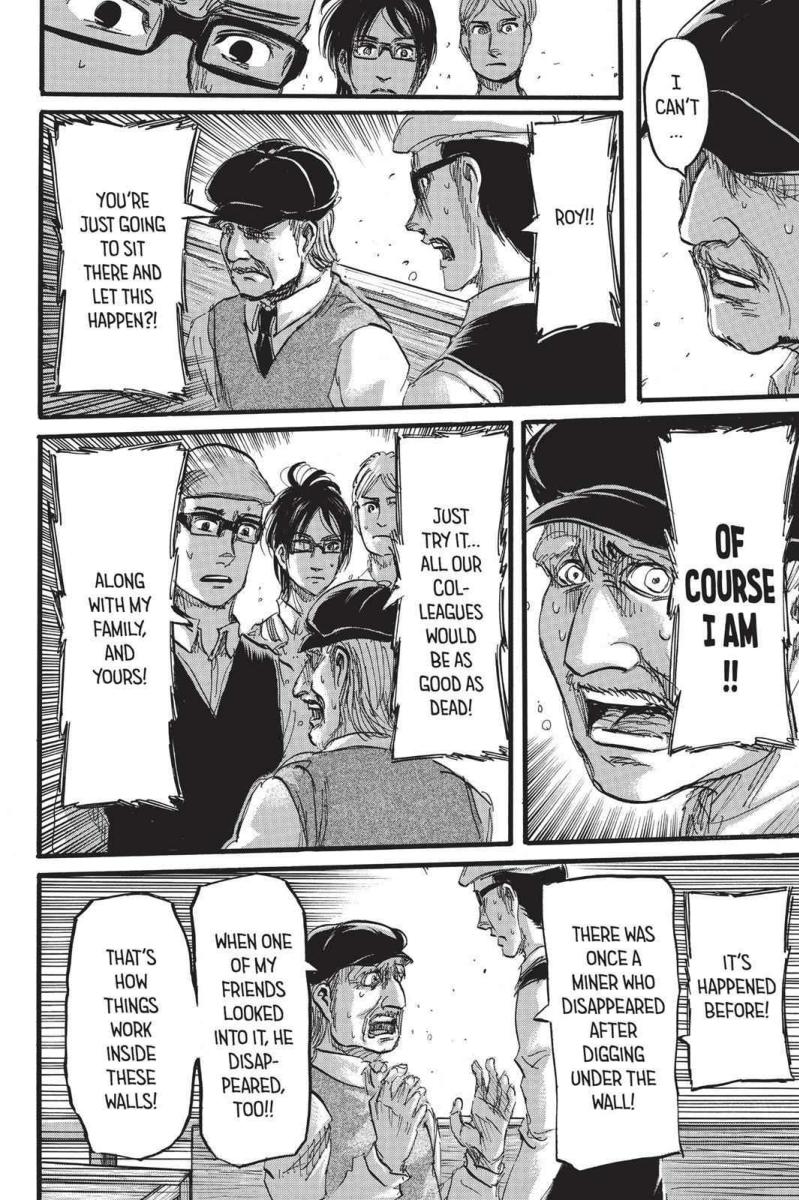 I
CAN'T
...
ROY!!
YOU'RE
JUST GOING
TO SIT
THERE AND
LET THIS
HAPPEN?!
OF
COURSE
I AM
!!
JUST
TRY IT...
ALL OUR
COL-
LEAGUES
WOULD
BE AS
GOOD AS
DEAD!
ALONG
WITH MY
FAMILY,
AND
YOURS!
IT'S
HAPPENED
BEFORE!
THERE WAS
ONCE A
MINER WHO
DISAPPEARED
AFTER
DIGGING
UNDER THE
WALL!
WHEN ONE
OF MY
FRIENDS
LOOKED
INTO IT, HE
DISAP-
PEARED,
TOO!!
THAT'S
HOW
THINGS
WORK
INSIDE
THESE
WALLS!